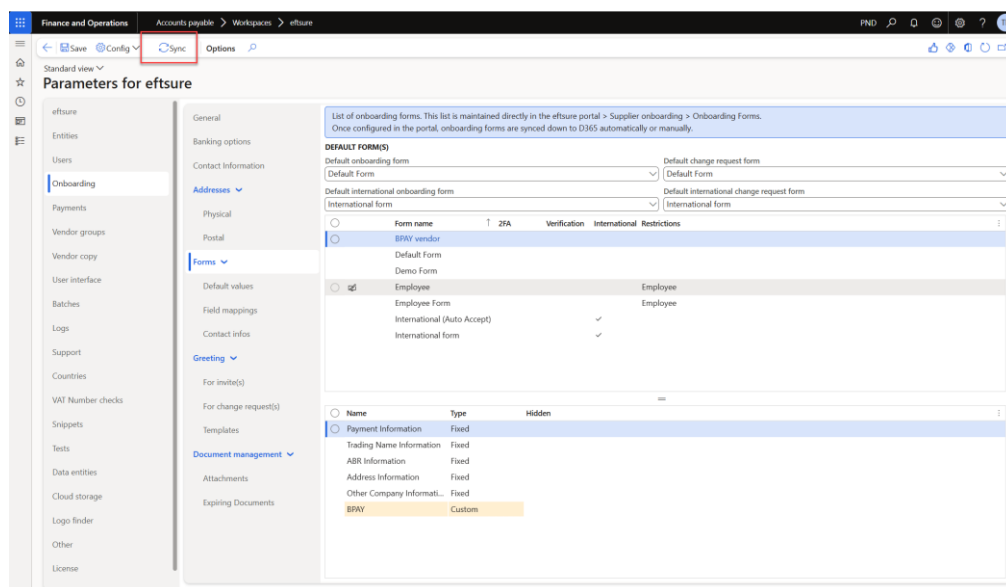 Finance and Operations Accounts payable > Workspaces > eftsure PND ?
Save Config Sync Options
Standard view
Parameters for eftsure
eftsure
Entities
Users
Onboarding
Payments
Vendor groups
Vendor copy
User interface
Batches
Logs
Support
Countries
VAT Number checks
Snippets
Tests
Data entities
Cloud storage
Logo finder
Other
License
General
Banking options
Contact Information
Addresses
Physical
Postal
Forms
Default values
Field mappings
Contact infos
Greeting
For invite(s)
For change request(s)
Templates
Document management
Attachments
Expiring Documents
List of onboarding forms. This list is maintained directly in the eftsure portal > Supplier onboarding > Onboarding Forms.
Once configured in the portal, onboarding forms are synced down to D365 automatically or manually.
DEFAULT FORM(S)
Default onboarding form Default change request form
Default Form Default Form
Default international onboarding form Default international change request form
International form International form
Form name 2FA Verification International Restrictions
BPAY vendor
Default Form
Demo Form
Employee Employee
Employee Form Employee
International (Auto Accept)
International form
Name Type Hidden
Payment Information Fixed
Trading Name Information Fixed
ABR Information Fixed
Address Information Fixed
Other Company Informati... Fixed
BPAY Custom